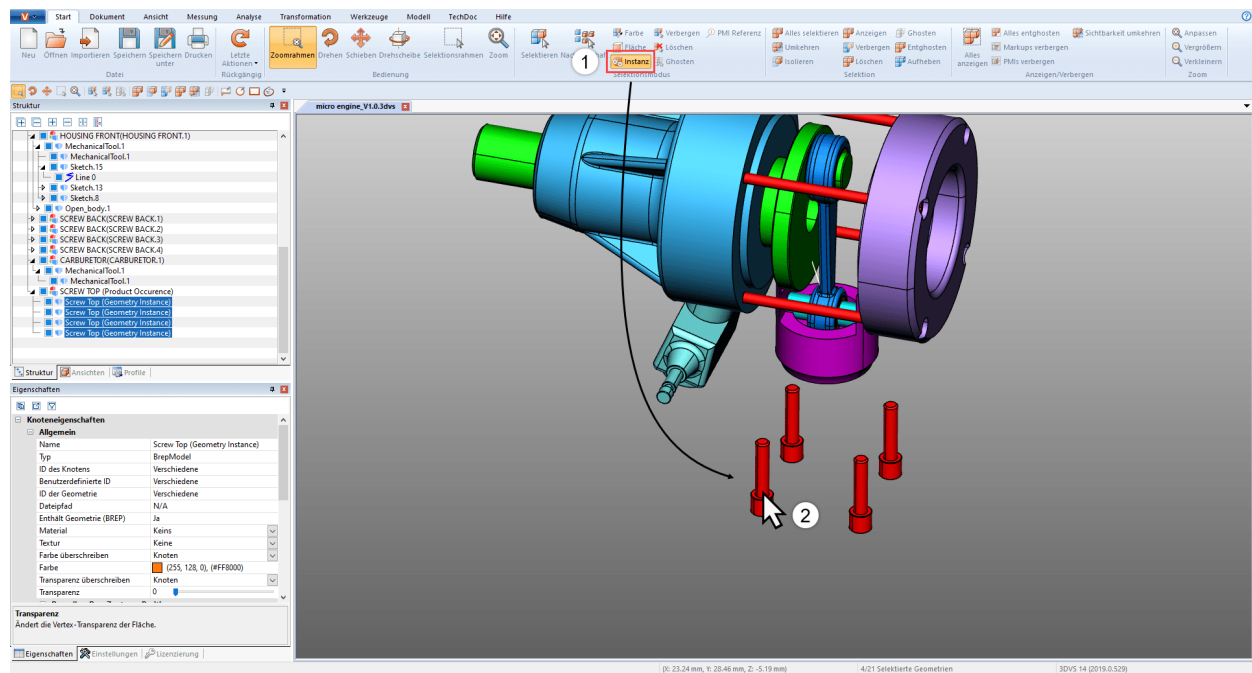 Start Dokument Ansicht Messung Analyse Transformation Werkzeuge Modell TechDoc Hilfe
Neu Öffnen Importieren Speichern Speichern unter Drucken
Datei
Letzte Aktionen
Rückgängig
Zoomrahmen Drehen Schieben Drehscheibe Selektionsrahmen Zoom
Bedienung
Selektieren
Farbe Verbergen PMI Referenz
Fläche Löschen
Instanz Ghosten
Selektionsmodus
Alles selektieren Anzeigen Ghosten
Umkehren Verbergen Entghosten
Isolieren Löschen Aufheben
Selektion
Alles anzeigen
Alles entghosten Sichtbarkeit umkehren
Markups verbergen
PMIs verbergen
Anzeigen/Verbergen
Anpassen
Vergrößern
Verkleinern
Zoom
1
Struktur
micro engine_V1.0.3dvs
HOUSING FRONT(HOUSING FRONT.1)
MechanicalTool.1
MechanicalTool.1
Sketch.15
Line 0
Sketch.13
Sketch.8
Open_body.1
SCREW BACK(SCREW BACK.1)
SCREW BACK(SCREW BACK.2)
SCREW BACK(SCREW BACK.3)
SCREW BACK(SCREW BACK.4)
CARBURETOR(CARBURETOR.1)
MechanicalTool.1
MechanicalTool.1
SCREW TOP (Product Occurence)
Screw Top (Geometry Instance)
Screw Top (Geometry Instance)
Screw Top (Geometry Instance)
Screw Top (Geometry Instance)
Struktur Ansichten Profile
Eigenschaften
Knoteneigenschaften
Allgemein
Name Screw Top (Geometry Instance)
Typ BrepModel
ID des Knotens Verschiedene
Benutzerdefinierte ID Verschiedene
ID der Geometrie Verschiedene
Dateipfad N/A
Enthält Geometrie (BREP) Ja
Material Keins
Textur Keine
Farbe überschreiben Knoten
Farbe (255, 128, 0), (#FF8000)
Transparenz überschreiben Knoten
Transparenz 0
2
Transparenz
Ändert die Vertex-Transparenz der Fläche.
Eigenschaften Einstellungen Lizenzierung
(X: 23.24 mm, Y: 28.46 mm, Z: -5.19 mm) 4/21 Selektierte Geometrien 3DVS 14 (2019.0.529)